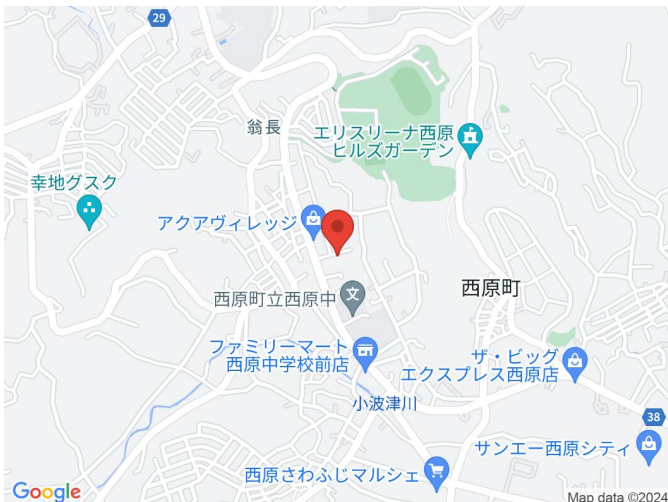 29
翁長
エリスリーナ西原
ヒルズガーデン
幸地グスク
アクアヴィレッジ
西原町
西原町立西原中
文
ファミリーマート
西原中学校前店
ザ・ビッグ
エクスプレス西原店
小波津川
38
サンエー西原シティ
西原さわふじマルシェ
Google
Map data ©2024